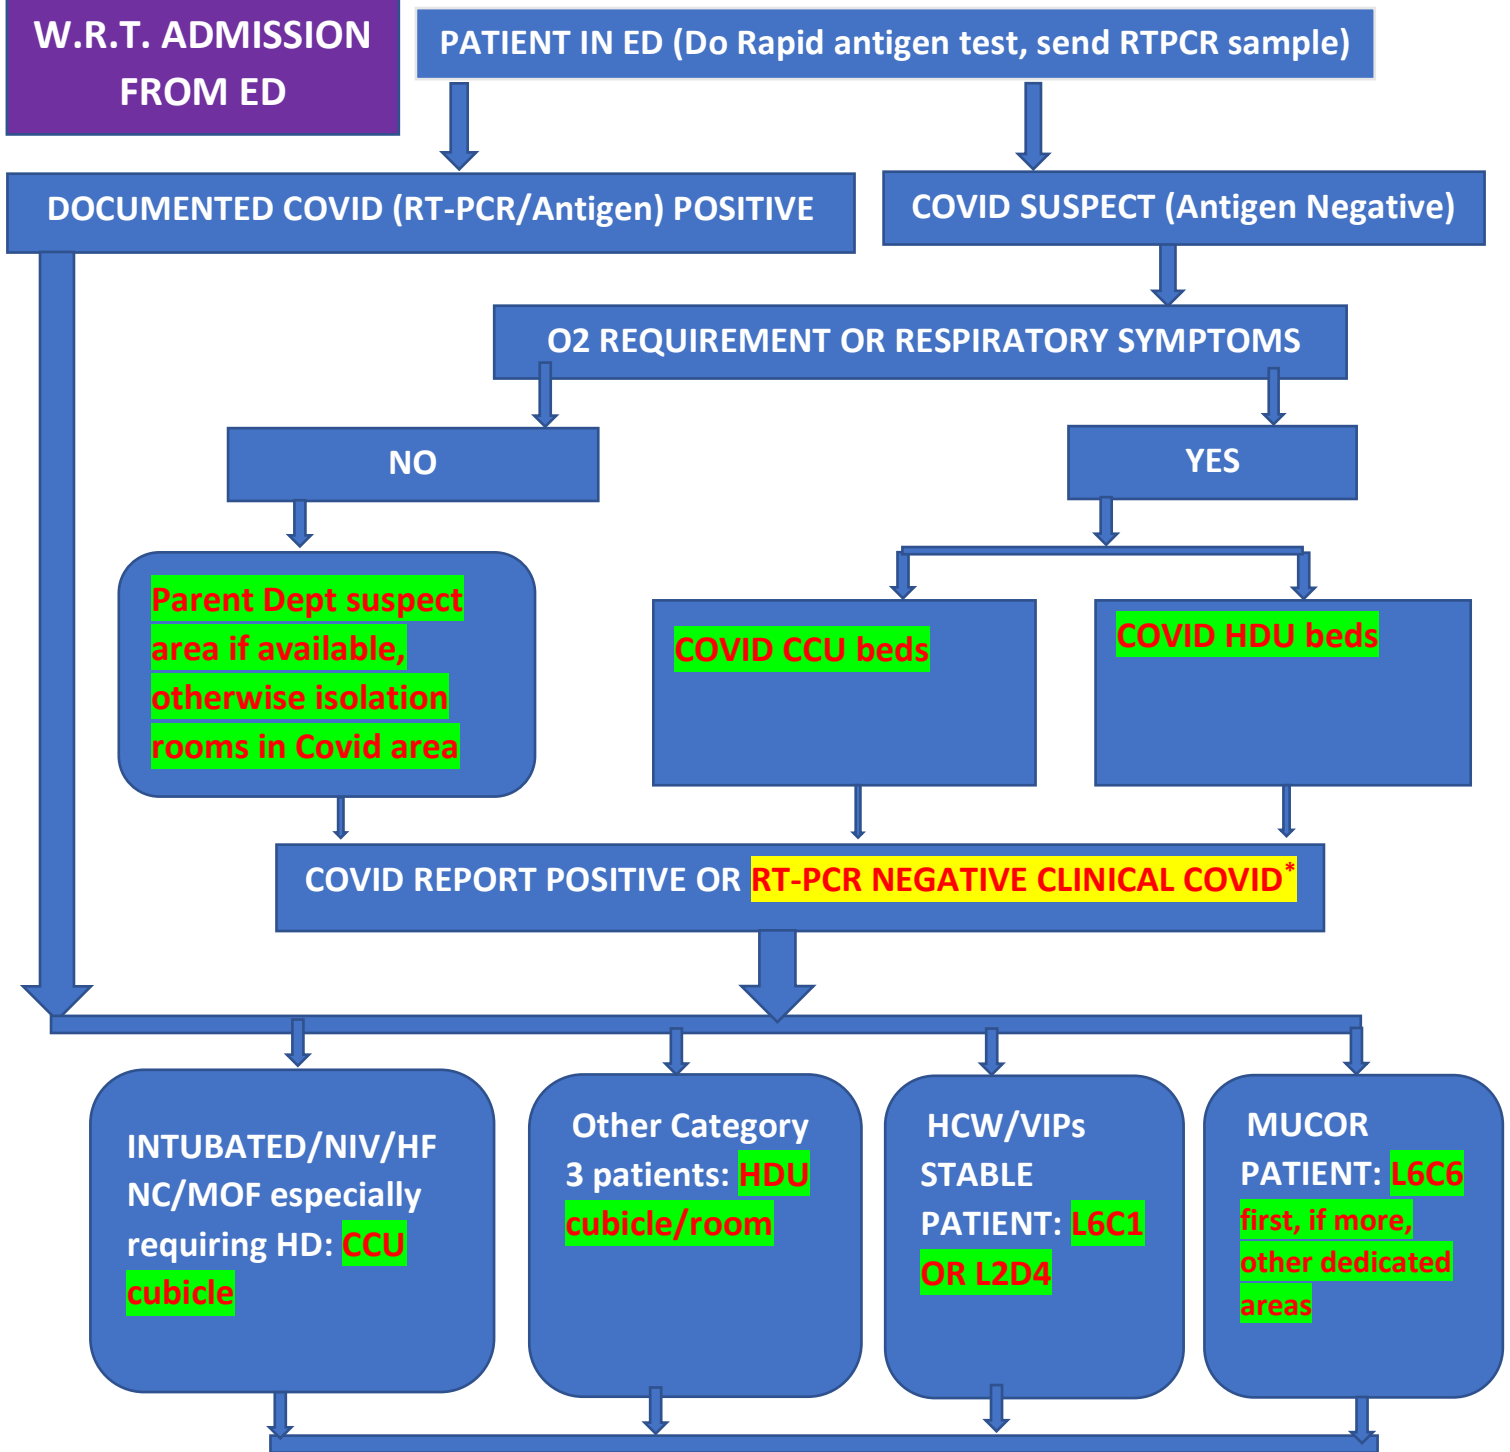 W.R.T. ADMISSION
FROM ED
PATIENT IN ED (Do Rapid antigen test, send RTPCR sample)
DOCUMENTED COVID (RT-PCR/Antigen) POSITIVE
COVID SUSPECT (Antigen Negative)
O2 REQUIREMENT OR RESPIRATORY SYMPTOMS
NO
YES
Parent Dept suspect
area if available,
otherwise isolation
rooms in Covid area
COVID CCU beds
COVID HDU beds
COVID REPORT POSITIVE OR RT-PCR NEGATIVE CLINICAL COVID*
INTUBATED/NIV/HF
NC/MOF especially
requiring HD: CCU
cubicle
Other Category
3 patients: HDU
cubicle/room
HCW/VIPs
STABLE
PATIENT: L6C1
OR L2D4
MUCOR
PATIENT: L6C6
first, if more,
other dedicated
areas